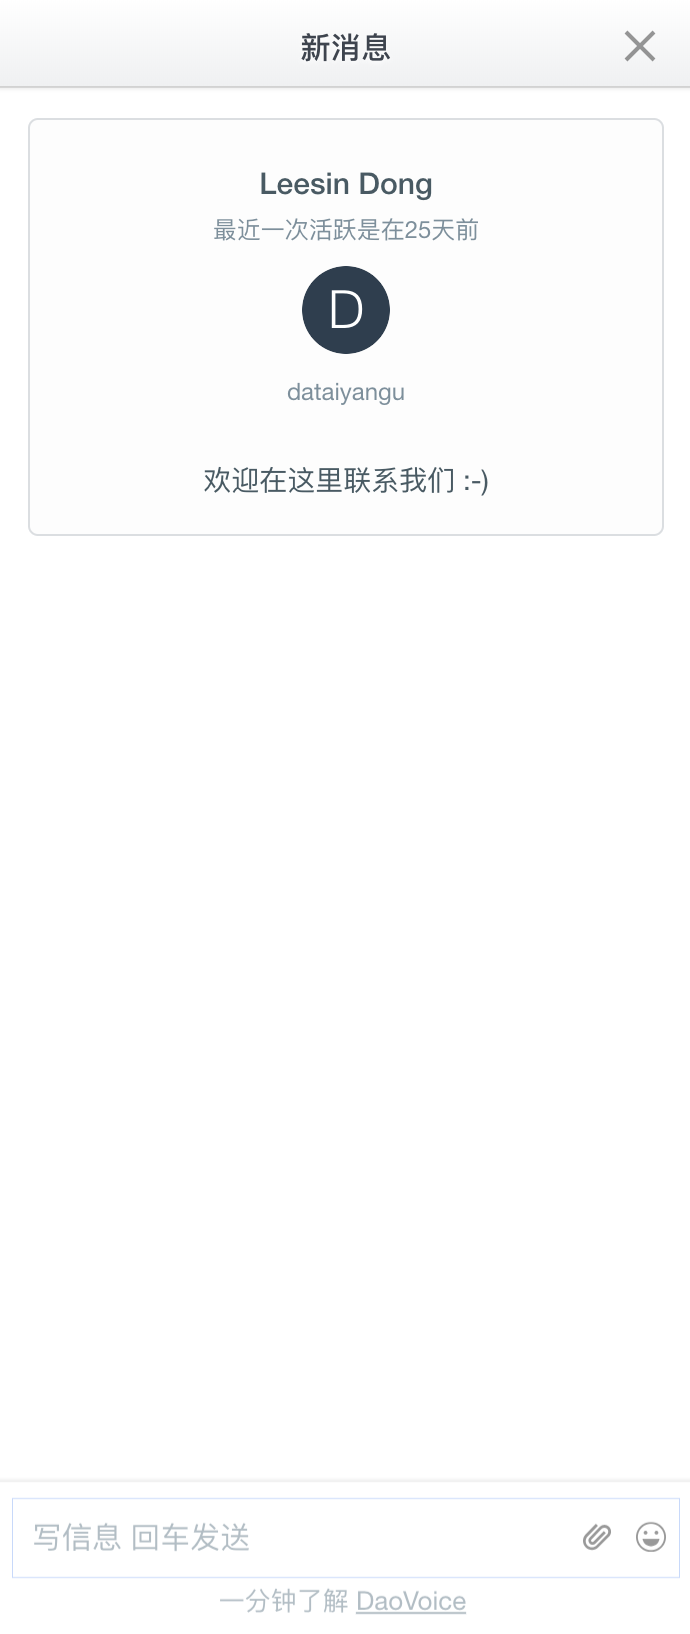 新消息
Leesin Dong
最近一次活跃是在25天前
D
dataiyangu
欢迎在这里联系我们 :-)
写信息 回车发送
一分钟了解 DaoVoice